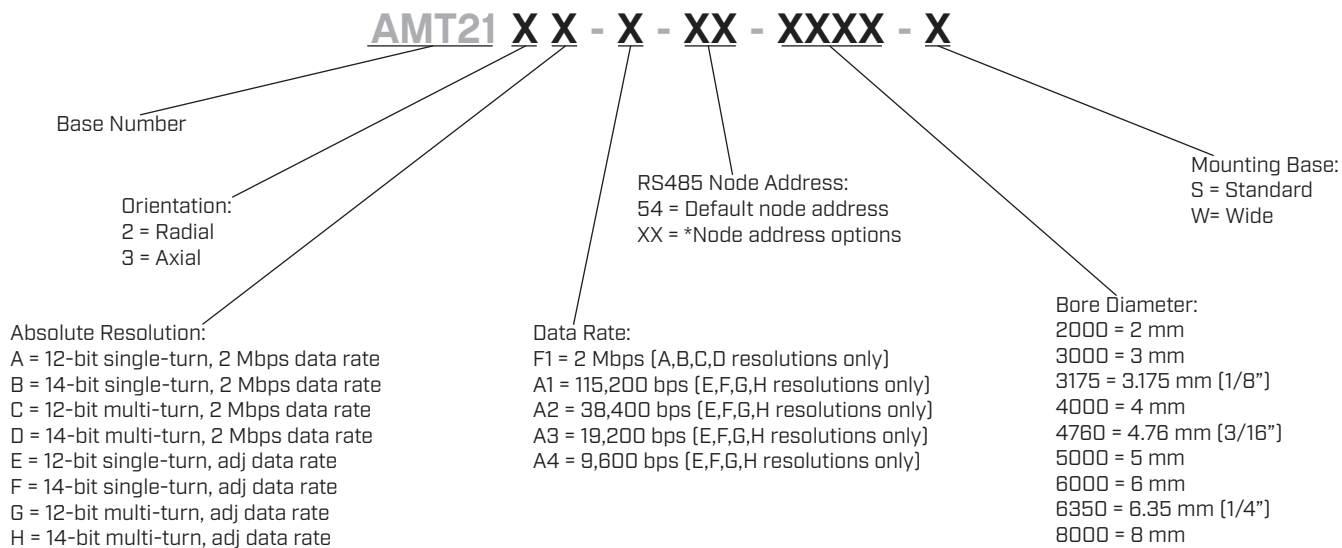 AMT21 X X - X - XX - XXXX - X
Base Number
Orientation:
2 = Radial
3 = Axial
Absolute Resolution:
A = 12-bit single-turn, 2 Mbps data rate
B = 14-bit single-turn, 2 Mbps data rate
C = 12-bit multi-turn, 2 Mbps data rate
D = 14-bit multi-turn, 2 Mbps data rate
E = 12-bit single-turn, adj data rate
F = 14-bit single-turn, adj data rate
G = 12-bit multi-turn, adj data rate
H = 14-bit multi-turn, adj data rate
Data Rate:
F1 = 2 Mbps (A,B,C,D resolutions only)
A1 = 115,200 bps (E,F,G,H resolutions only)
A2 = 38,400 bps (E,F,G,H resolutions only)
A3 = 19,200 bps (E,F,G,H resolutions only)
A4 = 9,600 bps (E,F,G,H resolutions only)
RS485 Node Address:
54 = Default node address
XX = *Node address options
Bore Diameter:
2000 = 2 mm
3000 = 3 mm
3175 = 3.175 mm (1/8”)
4000 = 4 mm
4760 = 4.76 mm (3/16”)
5000 = 5 mm
6000 = 6 mm
6350 = 6.35 mm (1/4”)
8000 = 8 mm
Mounting Base:
S = Standard
W= Wide